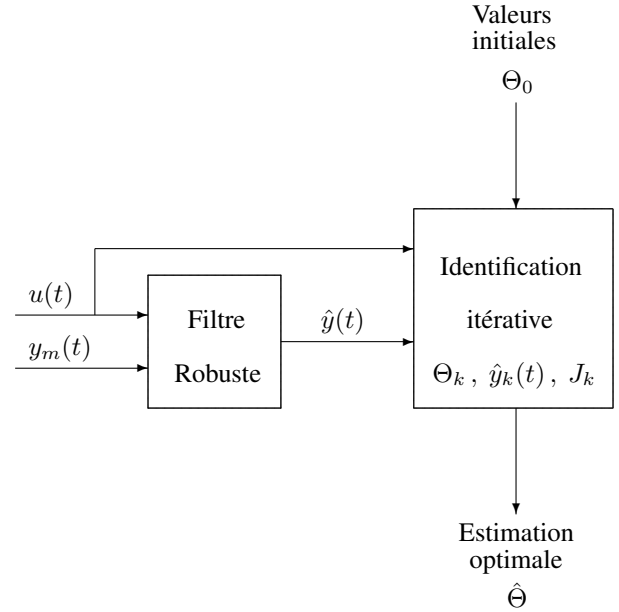 Valeurs
initiales
Θ₀
Identification
itérative
Θₖ , ŷₖ(t) , Jₖ
u(t)
yₘ(t)
Filtre
Robuste
ŷ(t)
Estimation
optimale
Θ̂